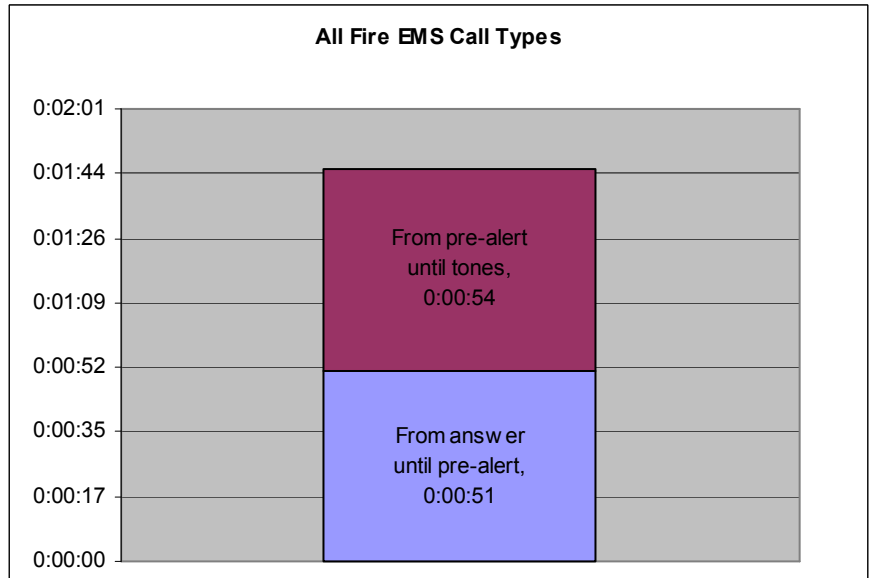 All Fire EMS Call Types
0:02:01
0:01:44
0:01:26
0:01:09
0:00:52
0:00:35
0:00:17
0:00:00
From pre-alert
until tones,
0:00:54
From answer
until pre-alert,
0:00:51